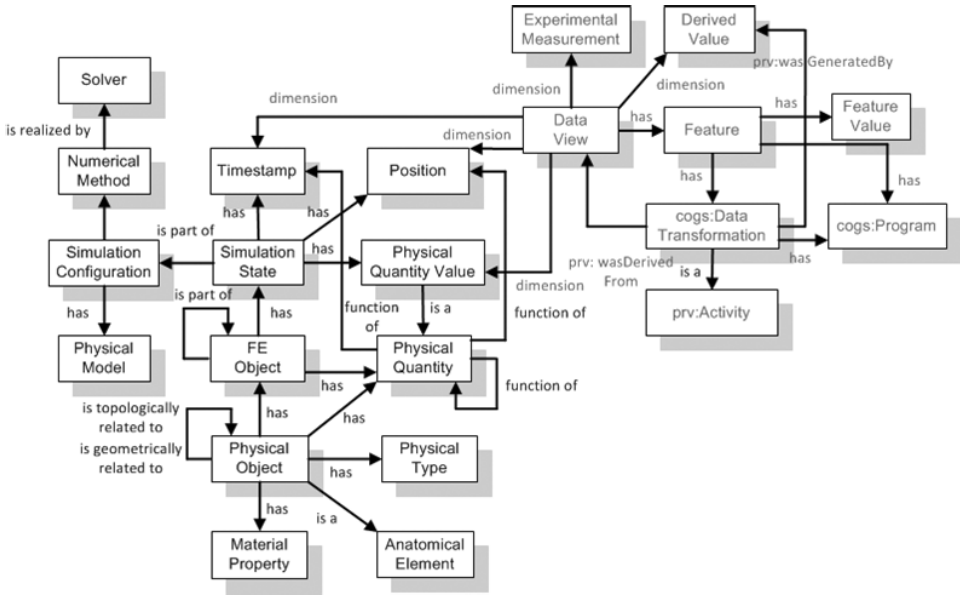 Experimental
Measurement
Derived
Value
prv:wasGeneratedBy
Solver
dimension
dimension
dimension
is realized by
Data
View
has
Feature
has
Feature
Value
dimension
Numerical
Method
Timestamp
Position
has
has
has
has
cogs:Data
Transformation
cogs:Program
is part of
Simulation
Configuration
Simulation
State
has
Physical
Quantity Value
prv: wasDerived
From
has
is a
dimension
is part of
has
has
function
of
is a
function of
prv:Activity
Physical
Model
FE
Object
Physical
Quantity
has
function of
is topologically
related to
has
has
is geometrically
related to
Physical
Object
has
Physical
Type
has
is a
Material
Property
Anatomical
Element